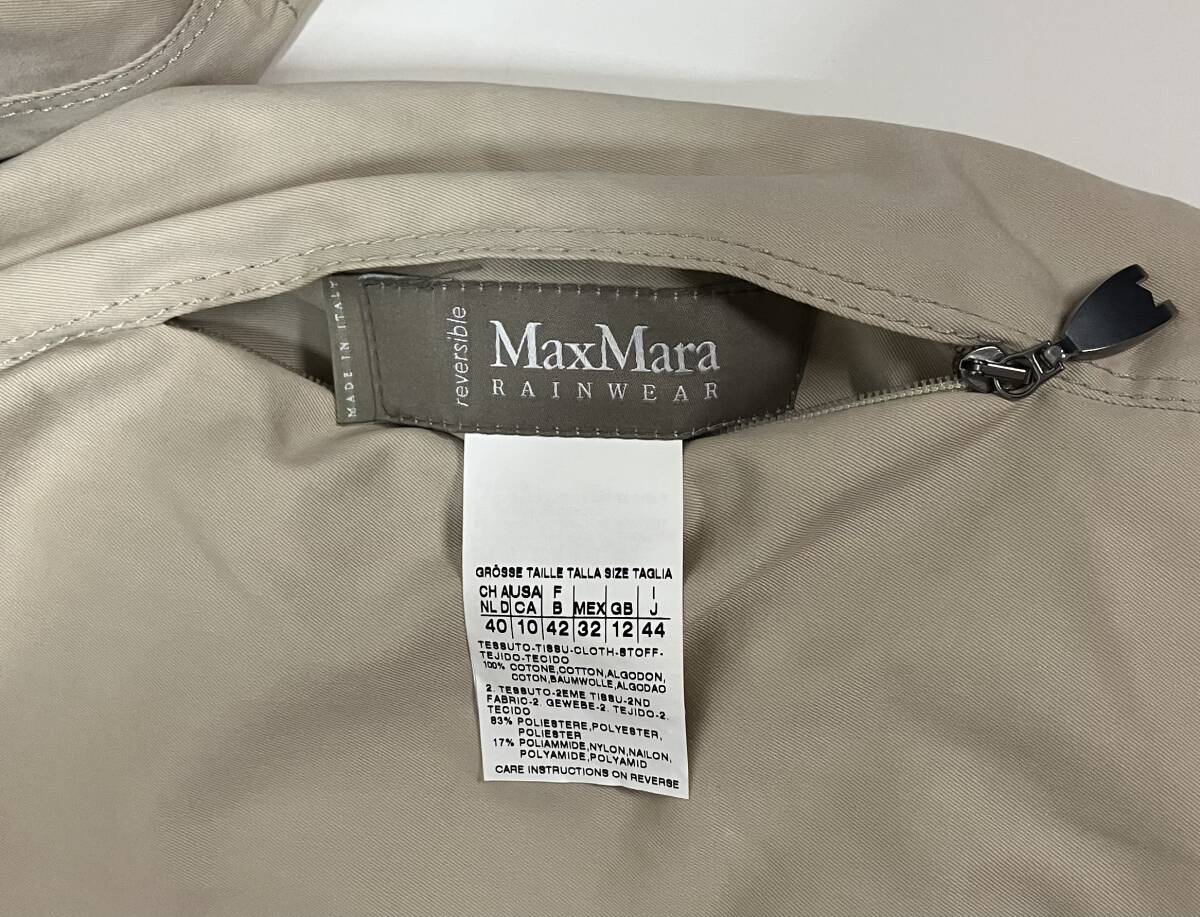 MADE IN ITALY
reversible
MaxMara
RAINWEAR
GRÖSSE TAILLE TALLA SIZE TAGLIA
CH A USA F I
NL D CA B MEX GB J
40 10 42 32 12 44
TESSUTO-TISSU-CLOTH-STOFF-
TEJIDO-TECIDO
100% COTONE,COTTON,ALGODON,
COTON,BAUMWOLLE,ALGODAO
2. TESSUTO-2EME TISSU-2ND
FABRIC-2. GEWEBE-2. TEJIDO-2.
TECIDO
83% POLIESTERE,POLYESTER,
POLIESTER
17% POLIAMMIDE,NYLON,NAILON,
POLYAMIDE,POLYAMID
CARE INSTRUCTIONS ON REVERSE